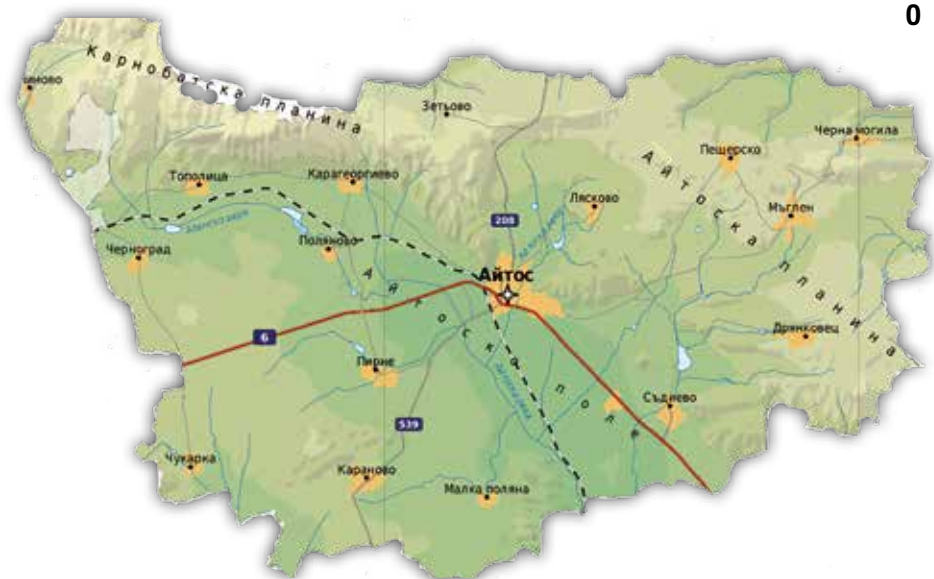 0
Карнобатска планина
Зетьово
Черна могила
Пещерско
Айтоска планина
Тополица
Карагеоргиево
Лясково
Мъглен
208
Поляново
Черноград
Айтос
Айтоско поле
6
Дрянковец
Пирне
Съдиево
539
Чукарка
Караново
Малка поляна